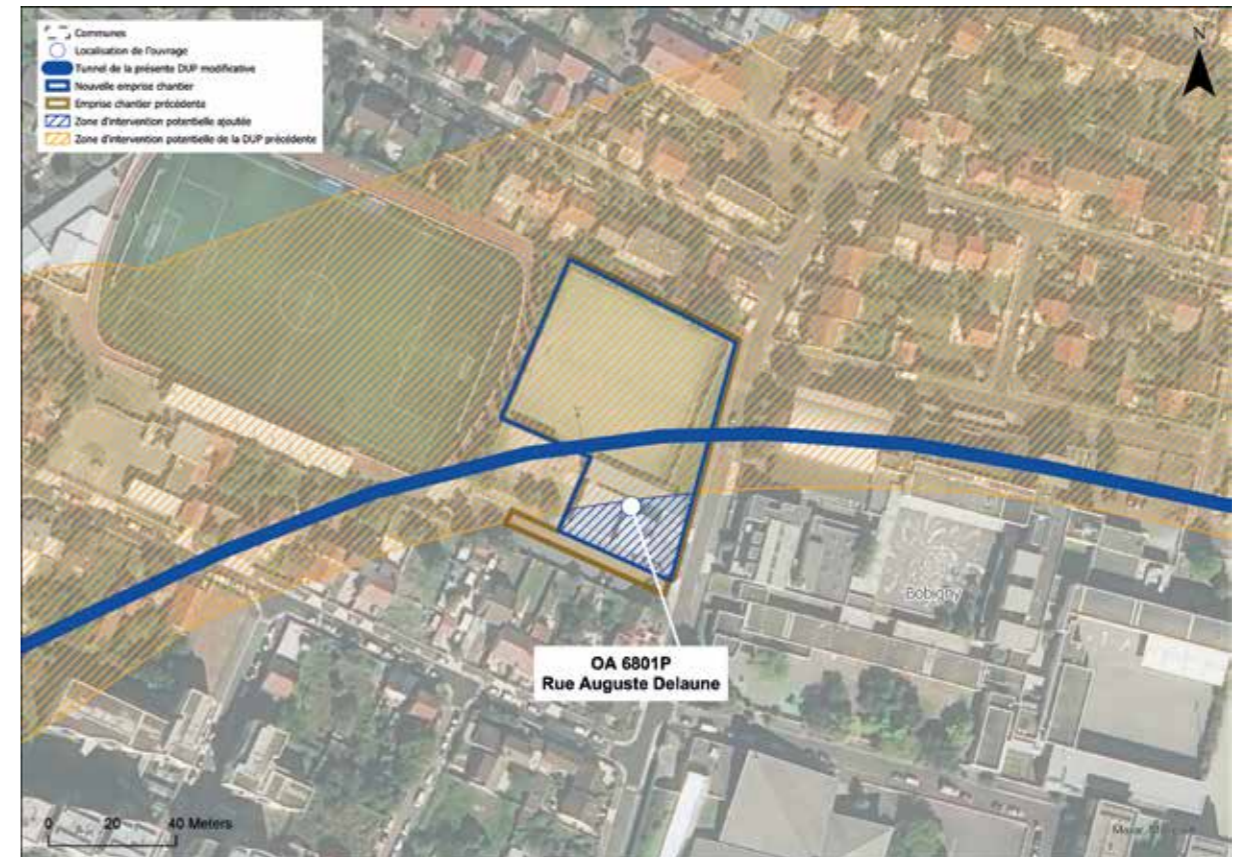 Communes
Localisation de l'ouvrage
Tunnel de la présente DUP modificative
Nouvelle emprise chantier
Emprise chantier précédente
Zone d'intervention potentielle ajoutée
Zone d'intervention potentielle de la DUP précédente
N
Bobigny
OA 6801P
Rue Auguste Delaune
0 20 40 Meters